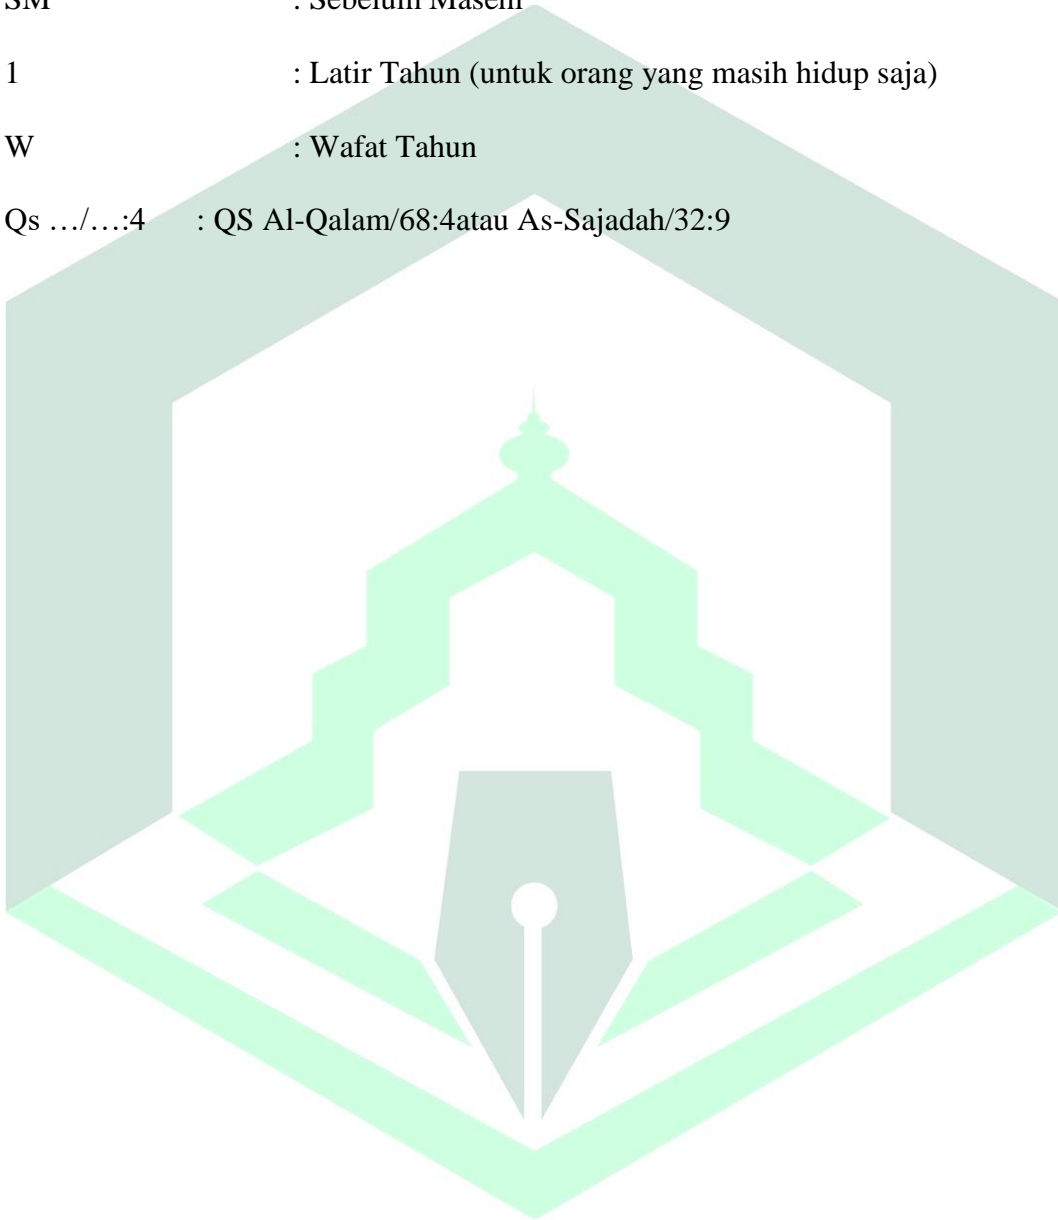 SM : Sebelum Masehi
1 : Latir Tahun (untuk orang yang masih hidup saja)
W : Wafat Tahun
Qs …/…:4 : QS Al-Qalam/68:4atau As-Sajadah/32:9